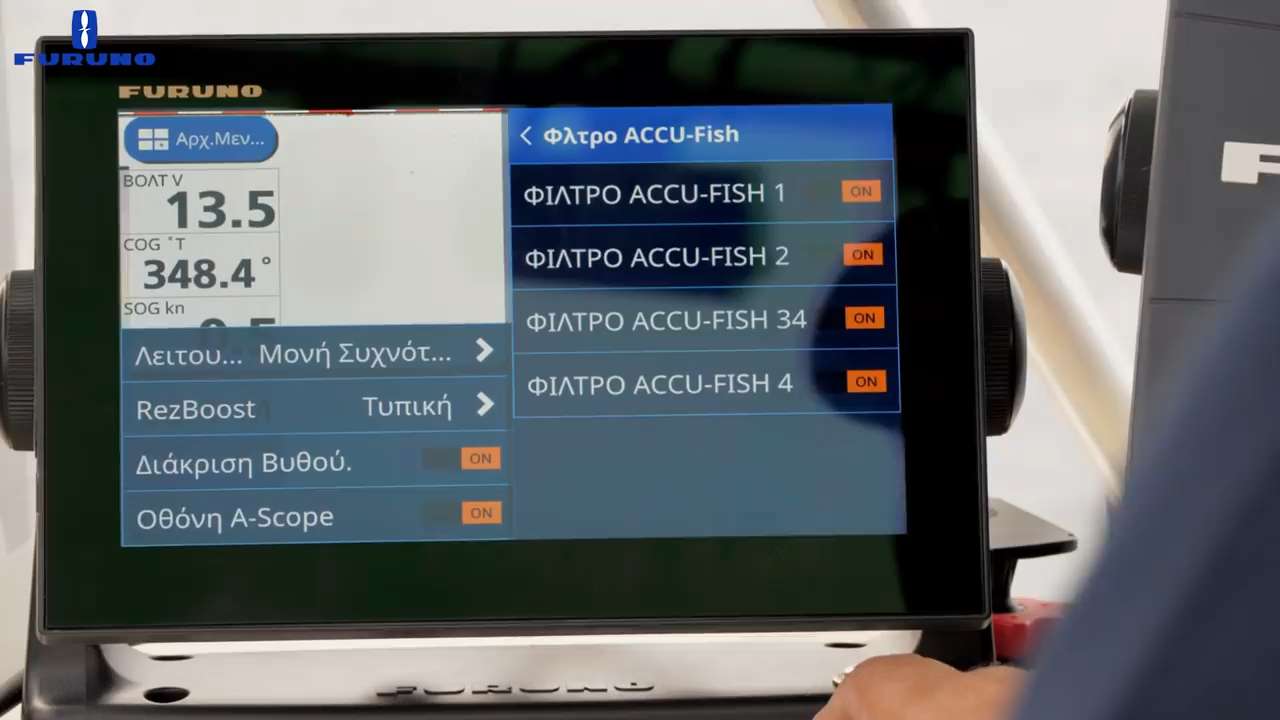 FURUNO
FURUNO
Αρχ.Μεν...
ΒΟΛΤ V
13.5
COG °T
348.4°
SOG kn
Λειτου... Μονή Συχνότ...
RezBoost Τυπική
Διάκριση Βυθού. ON
Οθόνη A-Scope ON
Φλτρο ACCU-Fish
ΦΙΛΤΡΟ ACCU-FISH 1 ON
ΦΙΛΤΡΟ ACCU-FISH 2 ON
ΦΙΛΤΡΟ ACCU-FISH 34 ON
ΦΙΛΤΡΟ ACCU-FISH 4 ON
FURUNO